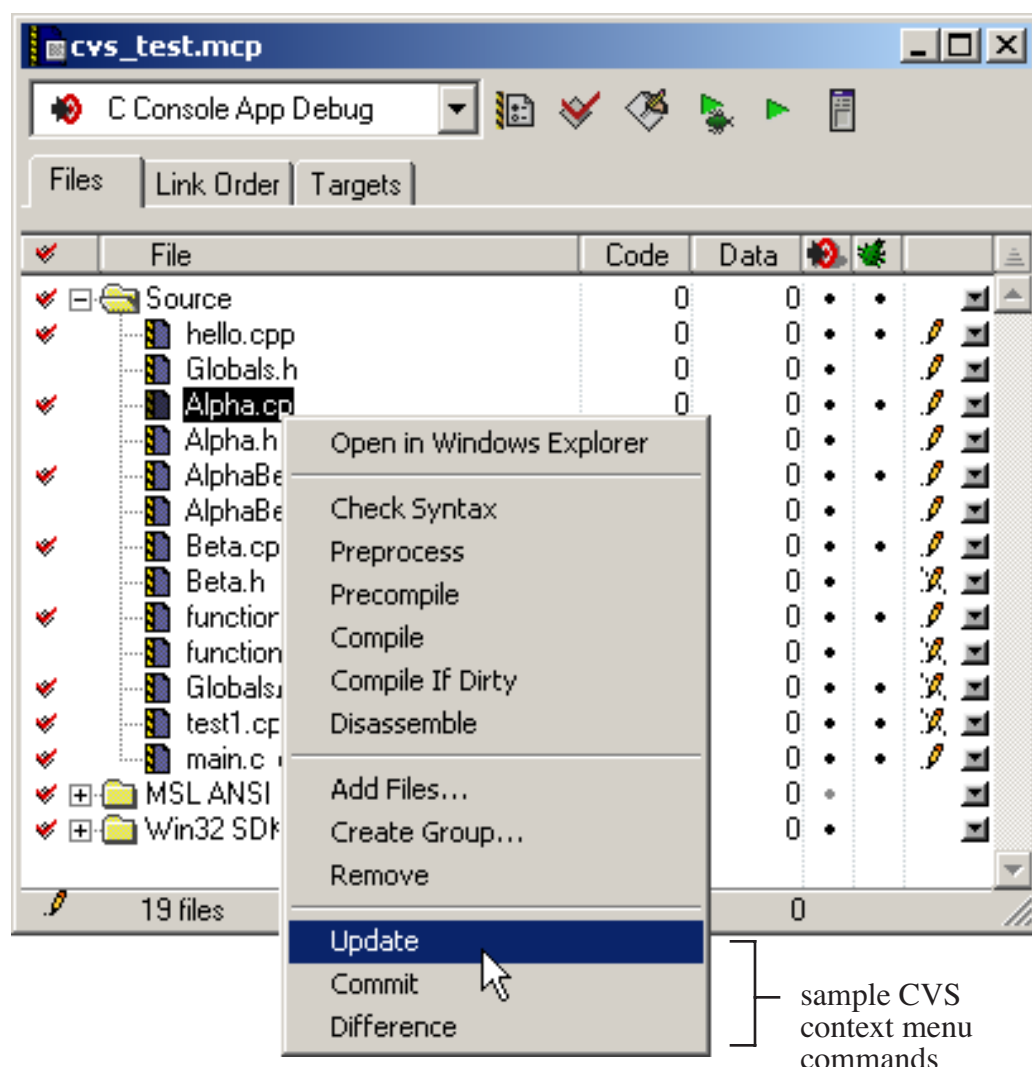 cvs_test.mcp
C Console App Debug
Files Link Order Targets
File Code Data
Source 0 0
hello.cpp 0 0
Globals.h 0 0
Alpha.cp 0 0
Alpha.h 0
AlphaBe 0
AlphaBe 0
Beta.cp 0
Beta.h 0
function 0
function 0
Globals. 0
test1.cp 0
main.c 0
MSL ANSI 0
Win32 SDK 0
19 files 0
Open in Windows Explorer
Check Syntax
Preprocess
Precompile
Compile
Compile If Dirty
Disassemble
Add Files...
Create Group...
Remove
Update
Commit
Difference
sample CVS
context menu
commands